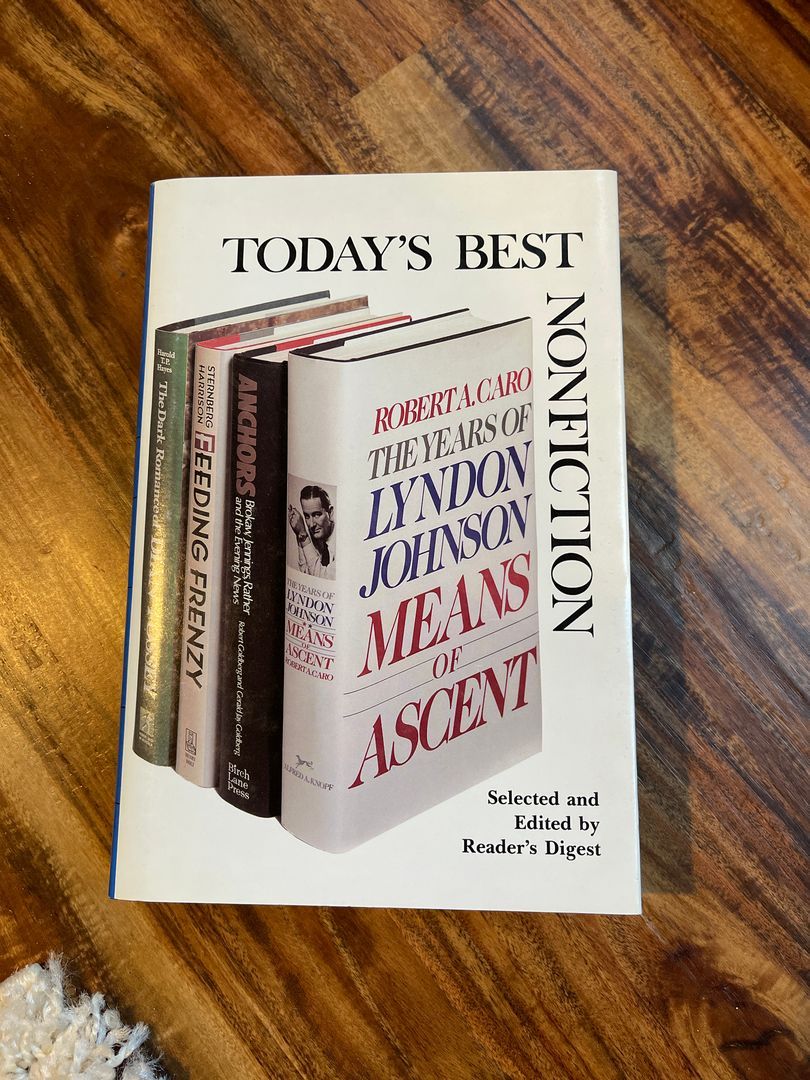 TODAY'S BEST
NONFICTION
Harold
T.P.
Hayes
The Dark Romance of
STERNBERG
HARRISON
FEEDING FRENZY
ANCHORS
Brokaw, Jennings, Rather
and the Evening News
Robert Goldberg and Gerald Jay Goldberg
Birch
Lane
Press
THE YEARS OF
LYNDON
JOHNSON
MEANS
OF
ASCENT
ROBERT A. CARO
ALFRED A. KNOPF
ROBERT A. CARO
THE YEARS OF
LYNDON
JOHNSON
MEANS
OF
ASCENT
Selected and
Edited by
Reader's Digest